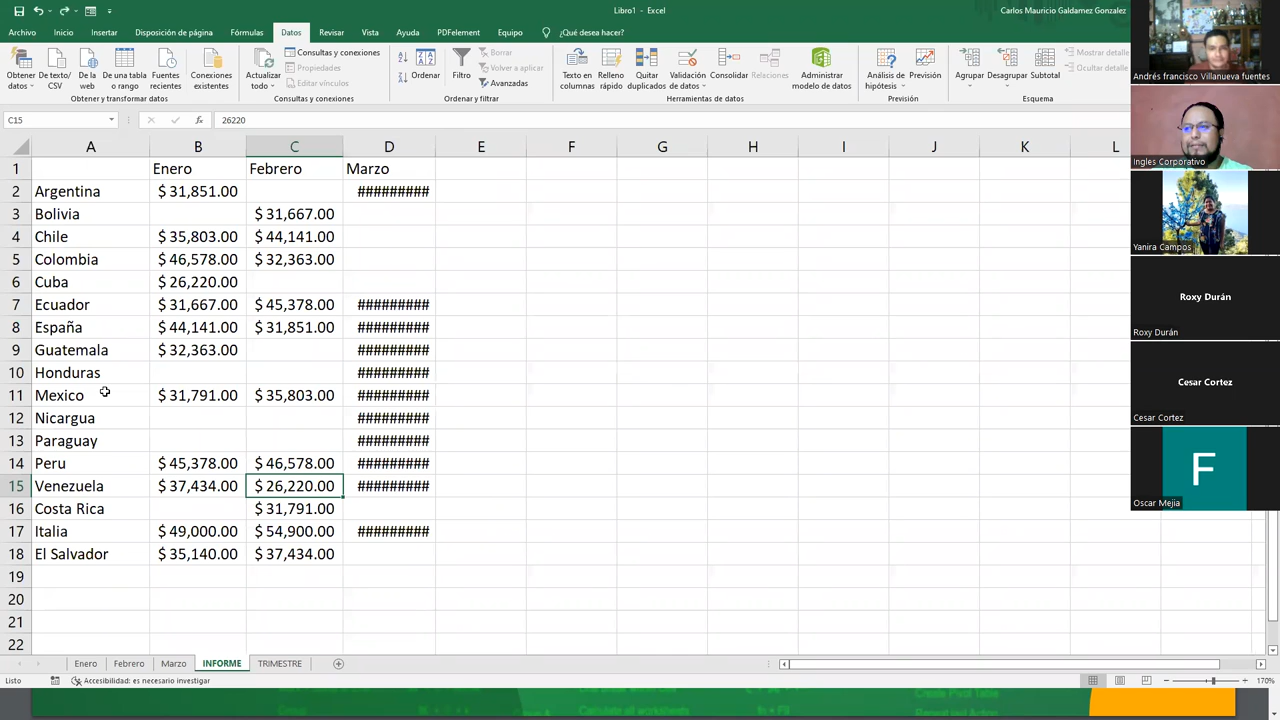 Libro1 - Excel
Carlos Mauricio Galdamez Gonzalez
Archivo Inicio Insertar Disposición de página Fórmulas Datos Revisar Vista Ayuda PDFelement Equipo ¿Qué desea hacer?
Obtener datos
De texto/CSV
De la web
De una tabla o rango
Fuentes recientes
Conexiones existentes
Obtener y transformar datos
Actualizar todo
Consultas y conexiones
Propiedades
Editar vínculos
Consultas y conexiones
Ordenar
Filtro
Borrar
Volver a aplicar
Avanzadas
Ordenar y filtrar
Texto en columnas
Relleno rápido
Quitar duplicados
Validación de datos
Consolidar
Relaciones
Administrar modelo de datos
Herramientas de datos
Análisis de hipótesis
Previsión
Previsión
Agrupar
Desagrupar
Subtotal
Mostrar detalle
Ocultar detalle
Esquema
C15 fx 26220
A B C D E F G H I J K L
1 Enero Febrero Marzo
2 Argentina $ 31,851.00 #########
3 Bolivia $ 31,667.00
4 Chile $ 35,803.00 $ 44,141.00
5 Colombia $ 46,578.00 $ 32,363.00
6 Cuba $ 26,220.00
7 Ecuador $ 31,667.00 $ 45,378.00 #########
8 España $ 44,141.00 $ 31,851.00 #########
9 Guatemala $ 32,363.00 #########
10 Honduras #########
11 Mexico $ 31,791.00 $ 35,803.00 #########
12 Nicargua #########
13 Paraguay #########
14 Peru $ 45,378.00 $ 46,578.00 #########
15 Venezuela $ 37,434.00 $ 26,220.00 #########
16 Costa Rica $ 31,791.00
17 Italia $ 49,000.00 $ 54,900.00 #########
18 El Salvador $ 35,140.00 $ 37,434.00
19
20
21
22
Enero Febrero Marzo INFORME TRIMESTRE
Listo Accesibilidad: es necesario investigar 170%
Andrés francisco Villanueva fuentes
Ingles Corporativo
Yanira Campos
Roxy Durán
Roxy Durán
Cesar Cortez
Cesar Cortez
F
Oscar Mejia